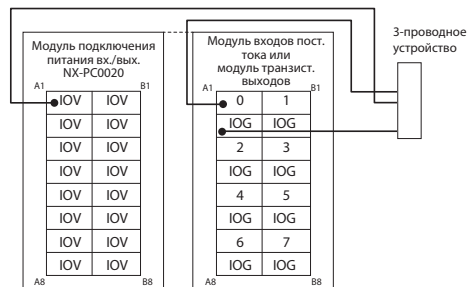 3-проводное
устройство
Модуль подключения
питания вх./вых.
NX-PC0020
Модуль входов пост.
тока или
модуль транзист.
выходов
A1 B1
IOV IOV
IOV IOV
IOV IOV
IOV IOV
IOV IOV
IOV IOV
IOV IOV
IOV IOV
A8 B8
A1 B1
0 1
IOG IOG
2 3
IOG IOG
4 5
IOG IOG
6 7
IOG IOG
A8 B8